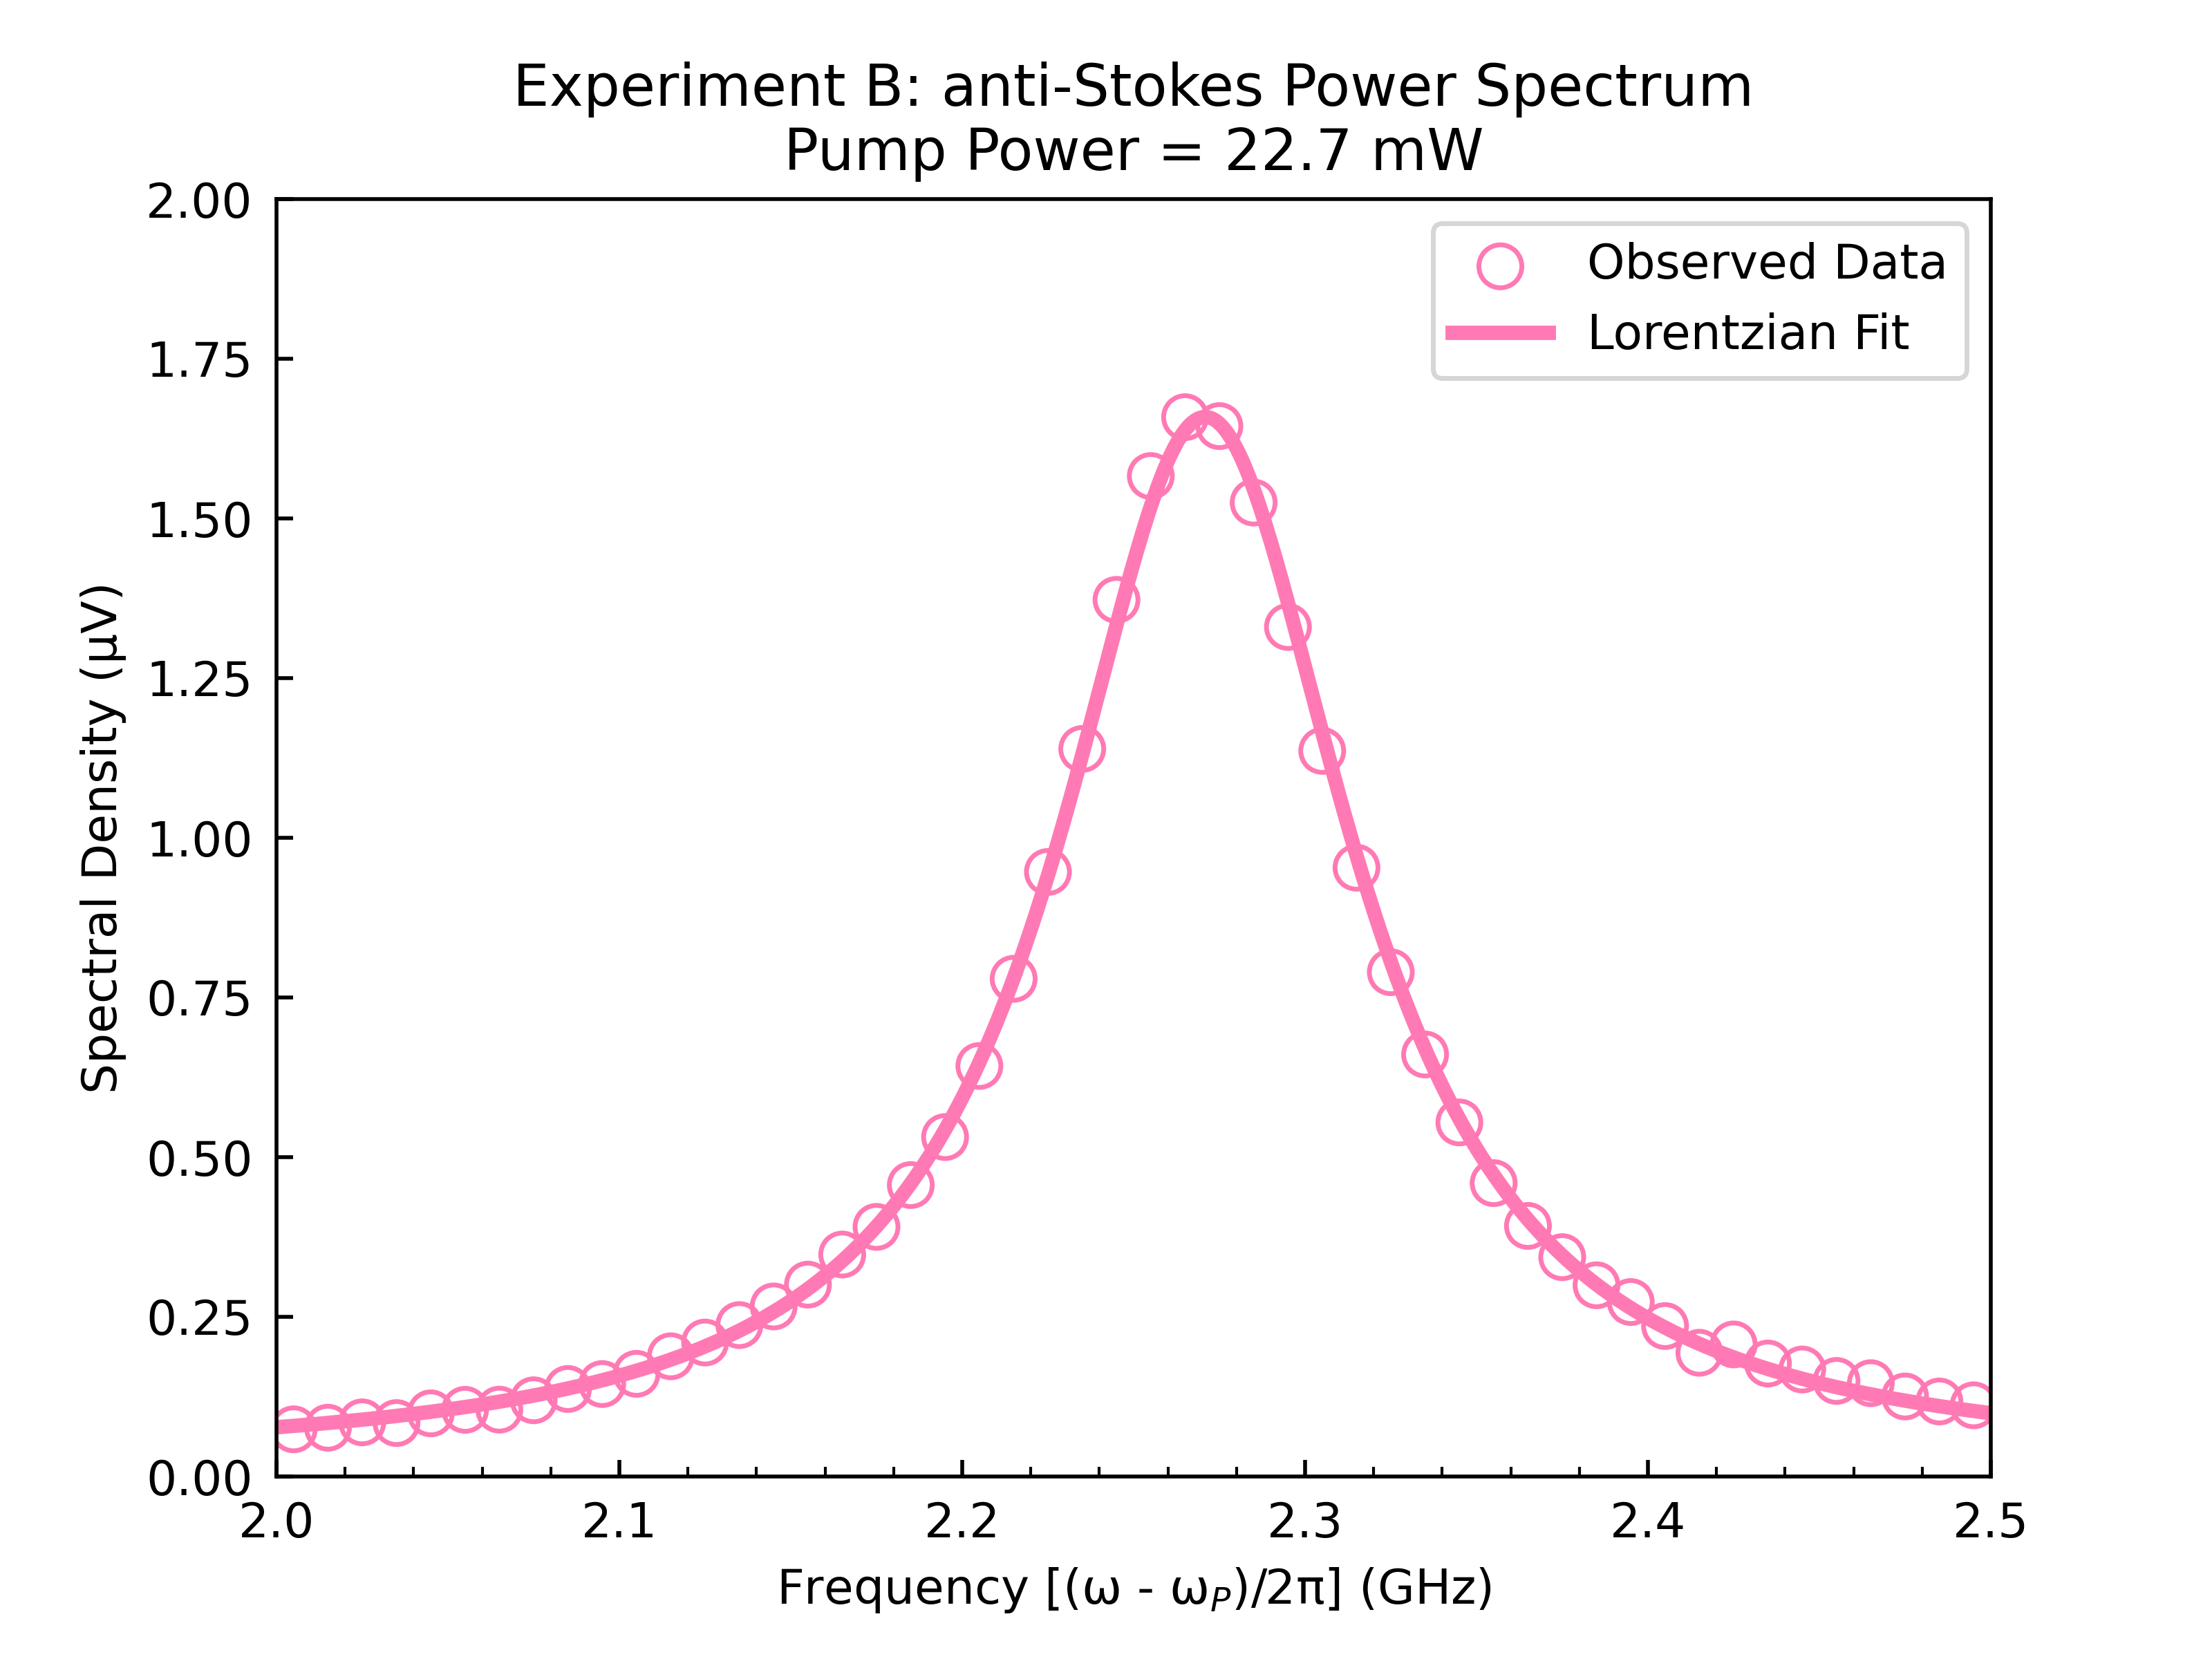 Experiment B: anti-Stokes Power Spectrum
Pump Power = 22.7 mW
Observed Data
Lorentzian Fit
Spectral Density (μV)
2.00
1.75
1.50
1.25
1.00
0.75
0.50
0.25
0.00
2.0 2.1 2.2 2.3 2.4 2.5
Frequency [(ω - ωP)/2π] (GHz)